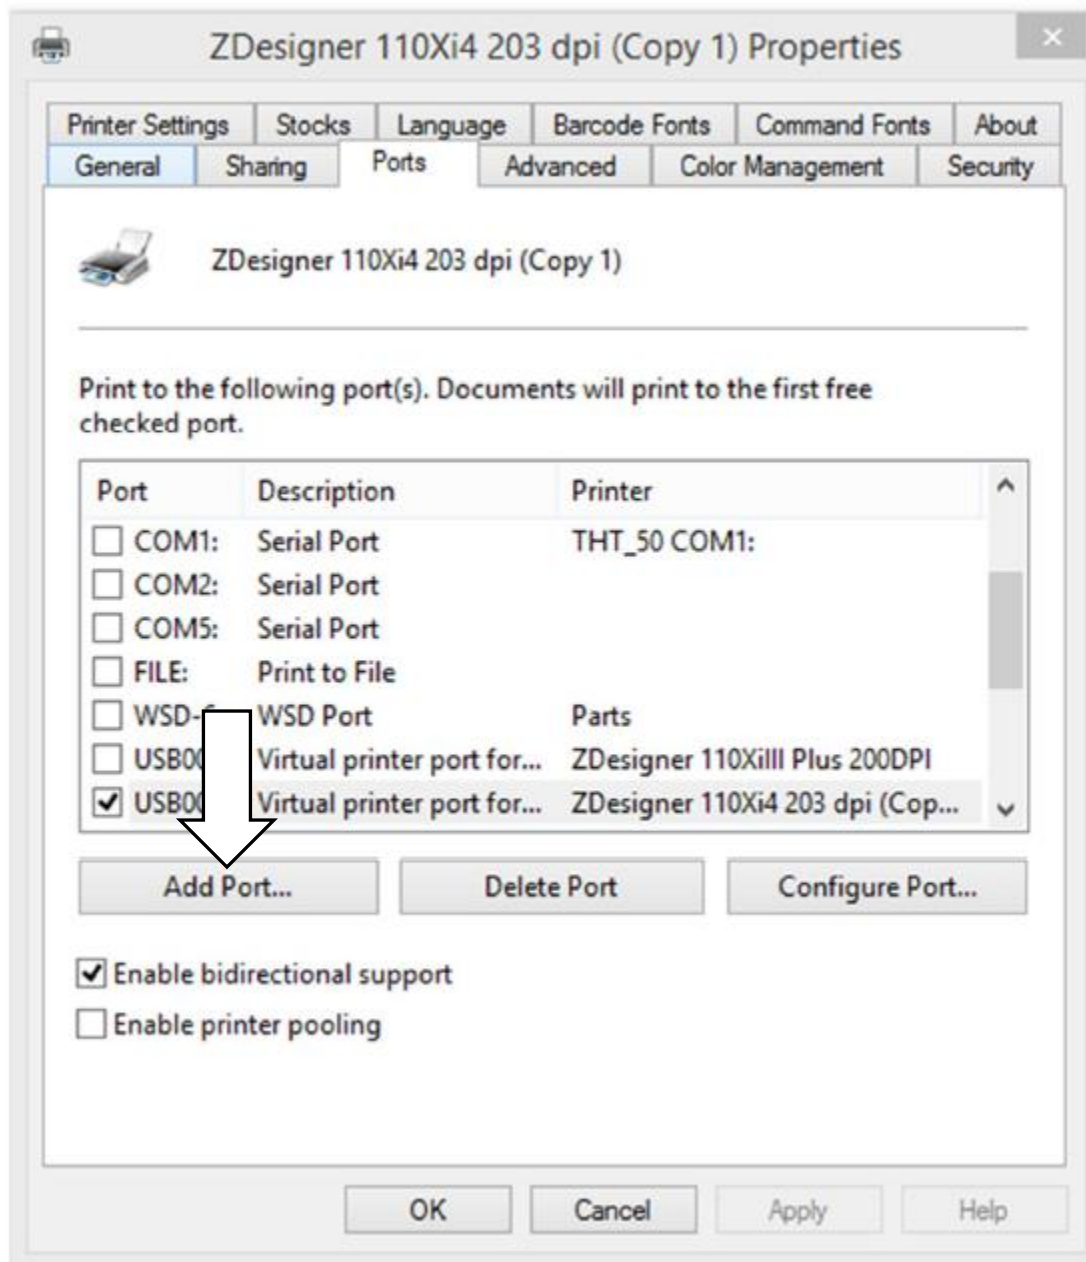 ZDesigner 110Xi4 203 dpi (Copy 1) Properties
Printer Settings Stocks Language Barcode Fonts Command Fonts About
General Sharing Ports Advanced Color Management Security
ZDesigner 110Xi4 203 dpi (Copy 1)
Print to the following port(s). Documents will print to the first free
checked port.
Port Description Printer
COM1: Serial Port THT_50 COM1:
COM2: Serial Port
COM5: Serial Port
FILE: Print to File
WSD Port Parts
Virtual printer port for... ZDesigner 110XiIII Plus 200DPI
Virtual printer port for... ZDesigner 110Xi4 203 dpi (Cop...
Add Port... Delete Port Configure Port...
Enable bidirectional support
Enable printer pooling
OK Cancel Apply Help